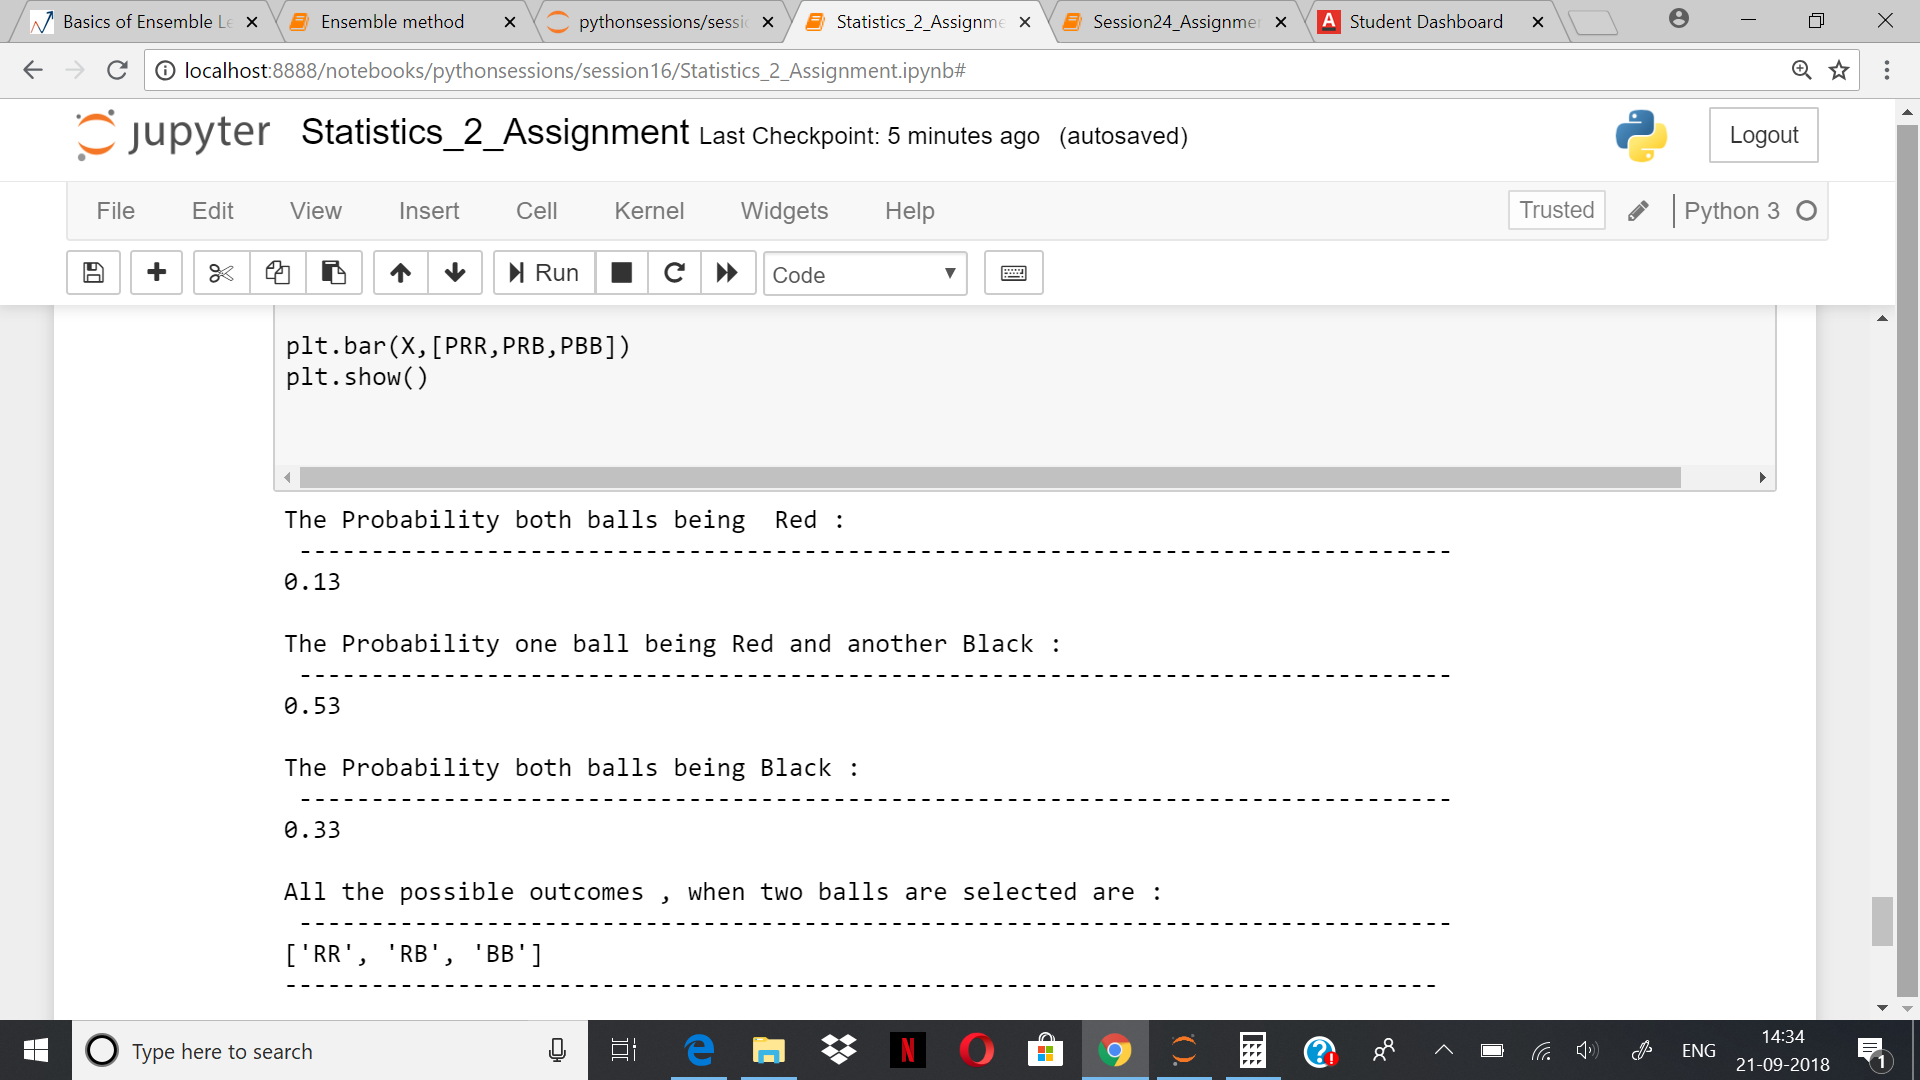 Basics of Ensemble Le
Ensemble method
pythonsessions/sessi
Statistics_2_Assignme
Session24_Assignmer
A Student Dashboard
localhost:8888/notebooks/pythonsessions/session16/Statistics_2_Assignment.ipynb#
jupyter Statistics_2_Assignment Last Checkpoint: 5 minutes ago (autosaved)
Logout
File Edit View Insert Cell Kernel Widgets Help
Trusted Python 3
Run Code
plt.bar(X,[PRR,PRB,PBB])
plt.show()
The Probability both balls being  Red :
--------------------------------------------------------------------------------
0.13
The Probability one ball being Red and another Black :
--------------------------------------------------------------------------------
0.53
The Probability both balls being Black :
--------------------------------------------------------------------------------
0.33
All the possible outcomes , when two balls are selected are :
--------------------------------------------------------------------------------
['RR', 'RB', 'BB']
--------------------------------------------------------------------------------
Type here to search
N
ENG
14:34
21-09-2018
1